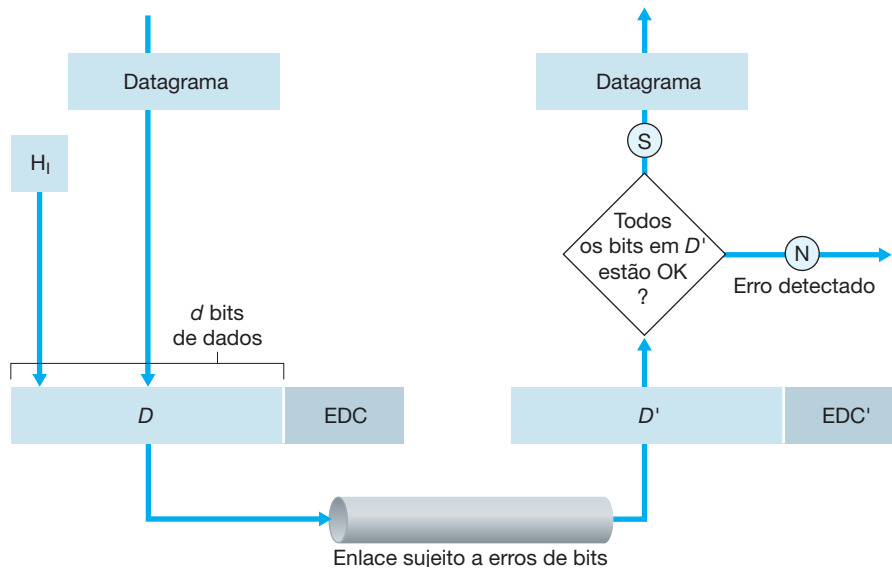 Datagrama
H_I
d bits
de dados
D
EDC
Enlace sujeito a erros de bits
Datagrama
S
Todos
os bits em D'
estão OK
?
N
Erro detectado
D'
EDC'